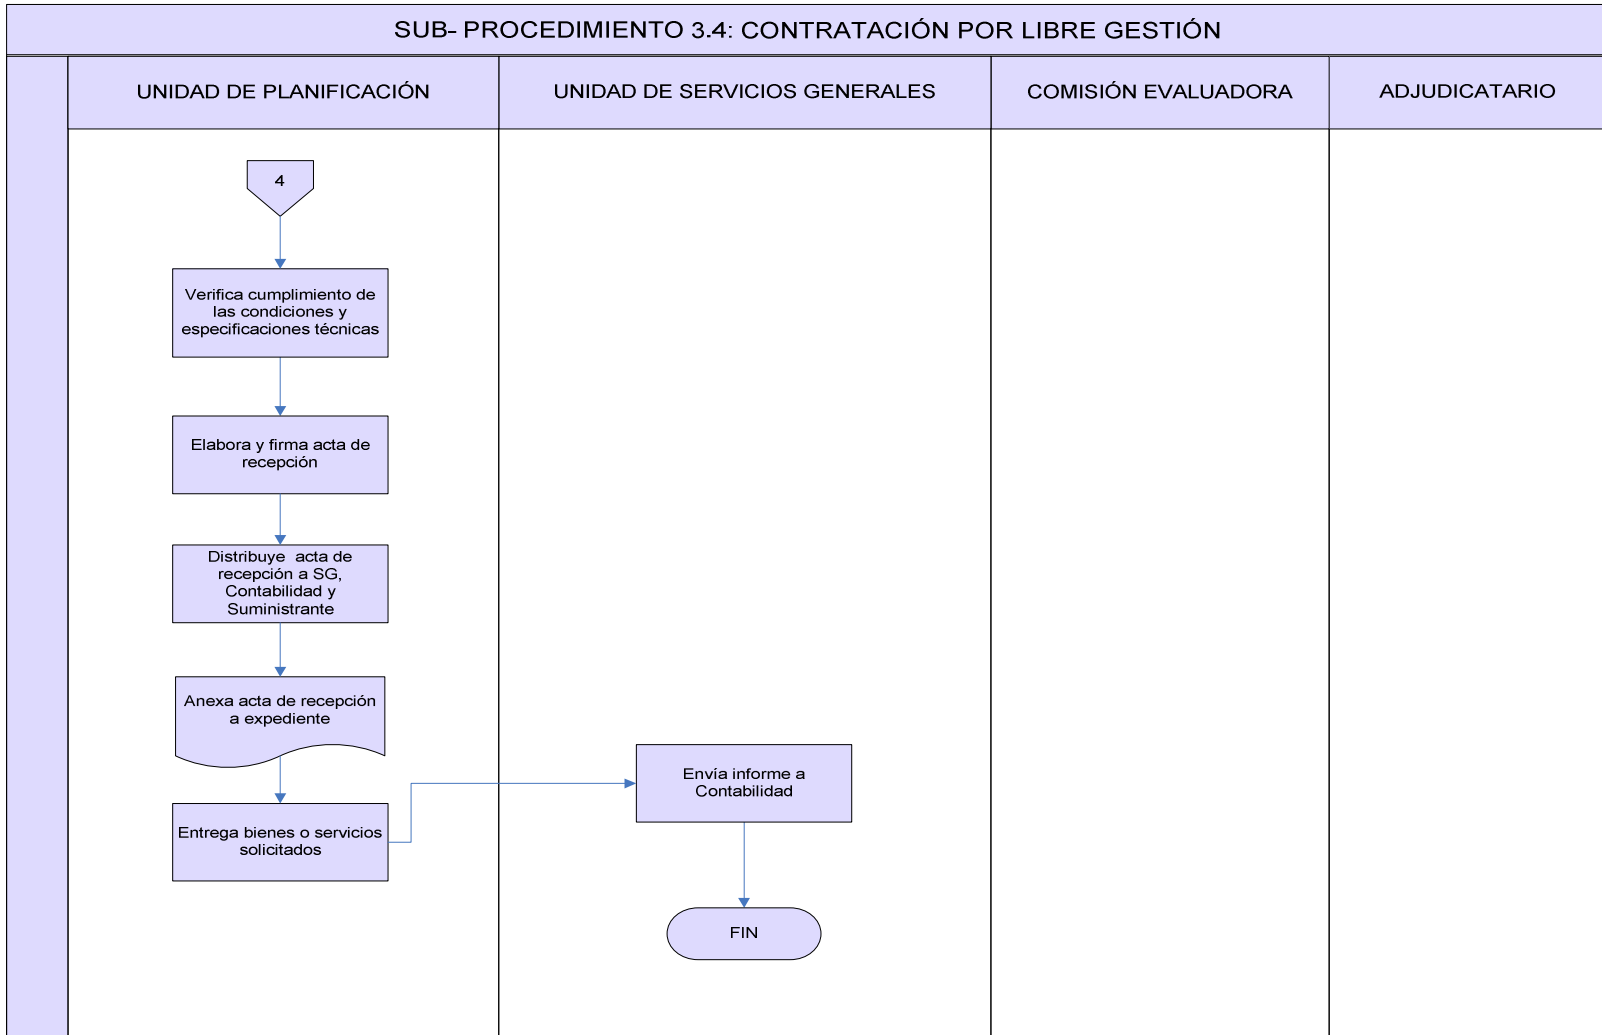 SUB- PROCEDIMIENTO 3.4: CONTRATACIÓN POR LIBRE GESTIÓN
UNIDAD DE PLANIFICACIÓN
UNIDAD DE SERVICIOS GENERALES
COMISIÓN EVALUADORA
ADJUDICATARIO
4
Verifica cumplimiento de
las condiciones y
especificaciones técnicas
Elabora y firma acta de
recepción
Distribuye acta de
recepción a SG,
Contabilidad y
Suministrante
Anexa acta de recepción
a expediente
Entrega bienes o servicios
solicitados
Envía informe a
Contabilidad
FIN